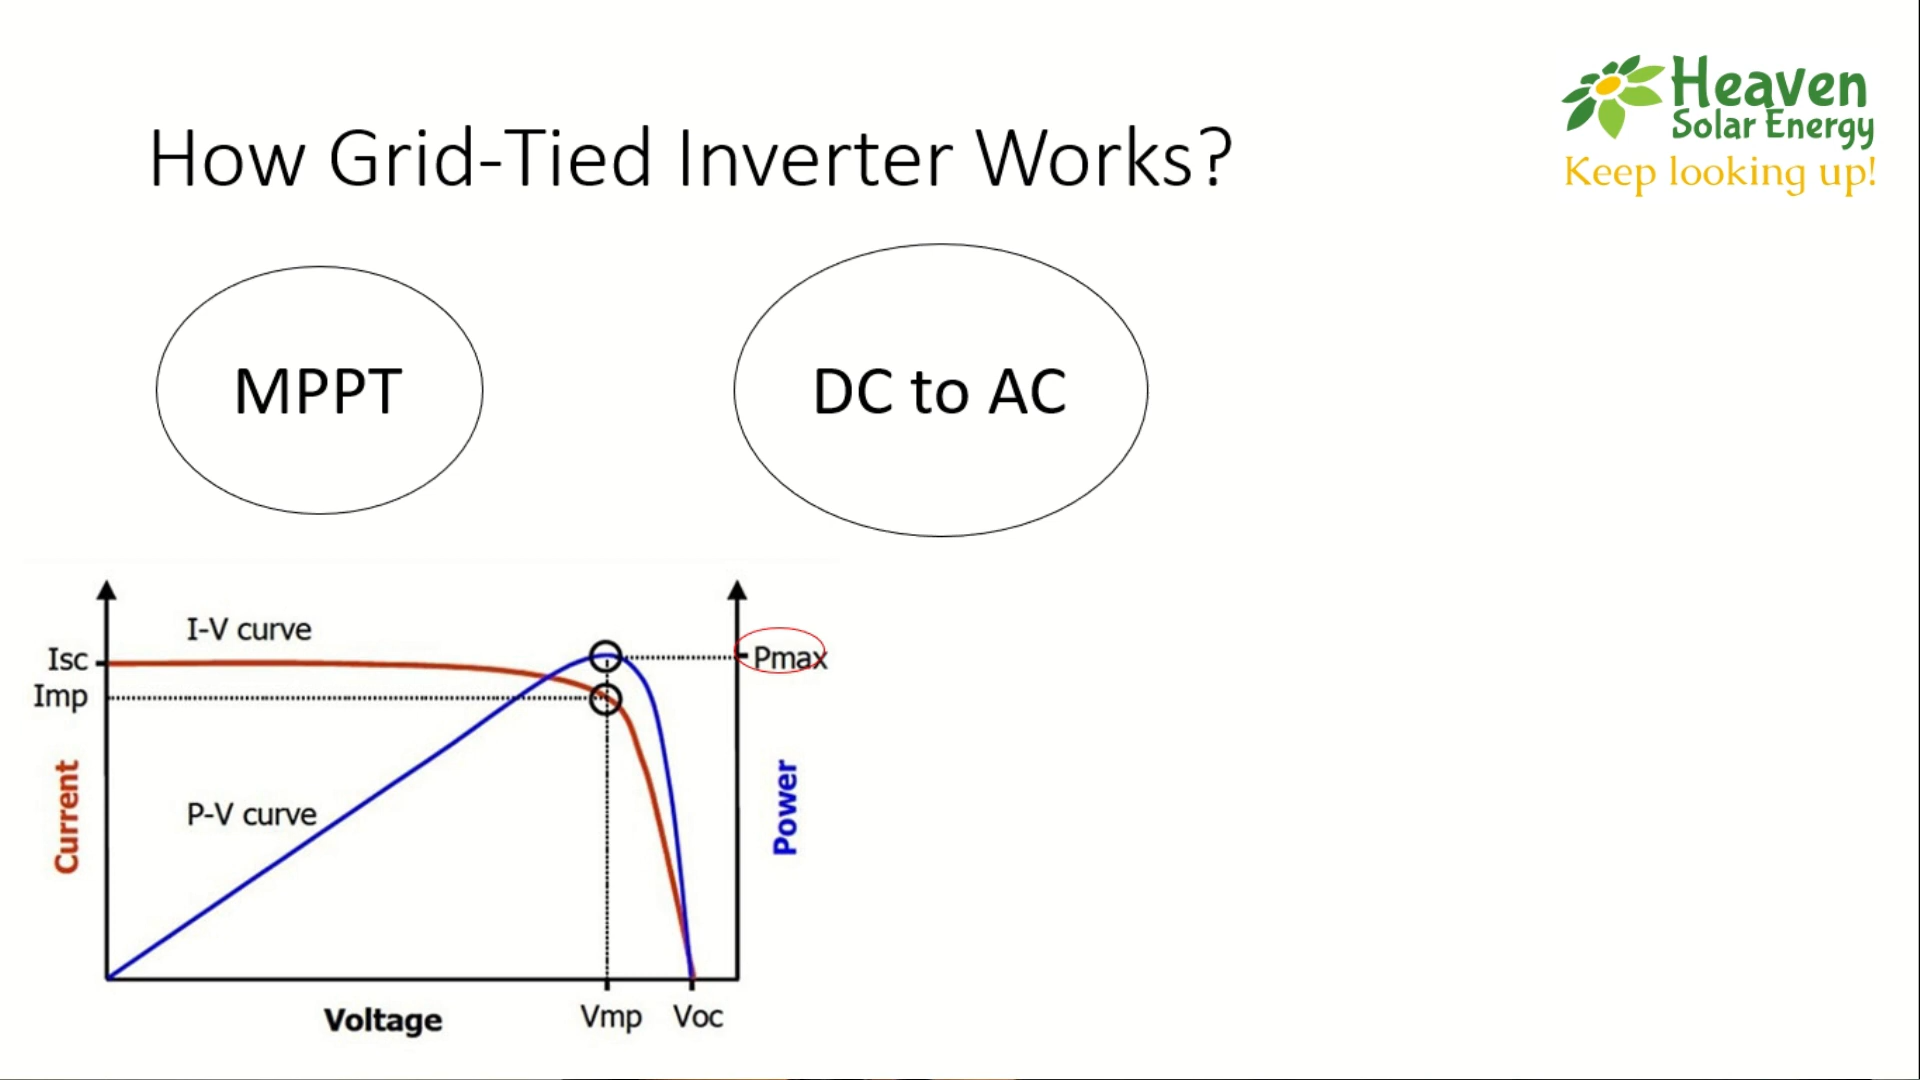 Heaven
Solar Energy
Keep looking up!
How Grid-Tied Inverter Works?
MPPT
DC to AC
I-V curve
Isc
Pmax
Imp
Current
Power
P-V curve
Vmp
Voc
Voltage